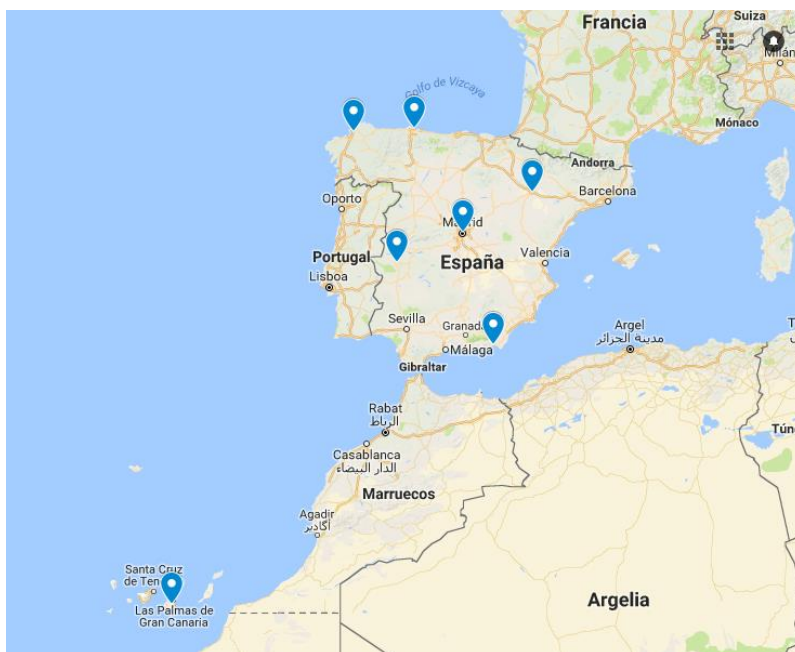 Francia
Suiza
Milán
Golfo de Vizcaya
Mónaco
Andorra
Barcelona
Oporto
Madrid
Portugal
España
Valencia
Lisboa
Sevilla
Granada
Málaga
Gibraltar
Argel
مدينة الجزائر
Rabat
الرباط
Casablanca
الدار البيضاء
Marruecos
Agadir
أكادير
Túne
Santa Cruz
de Ten
Las Palmas de
Gran Canaria
Argelia